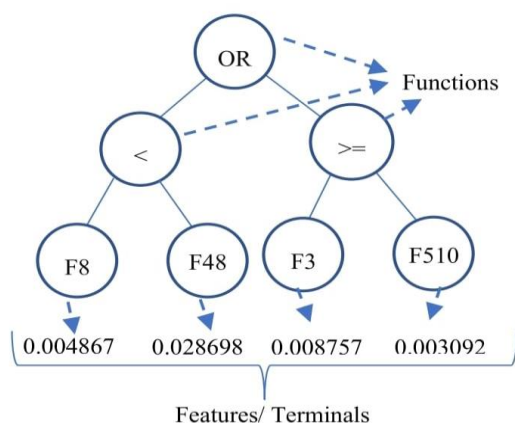 OR
Functions
<
>=
F8
F48
F3
F510
0.004867
0.028698
0.008757
0.003092
Features/ Terminals